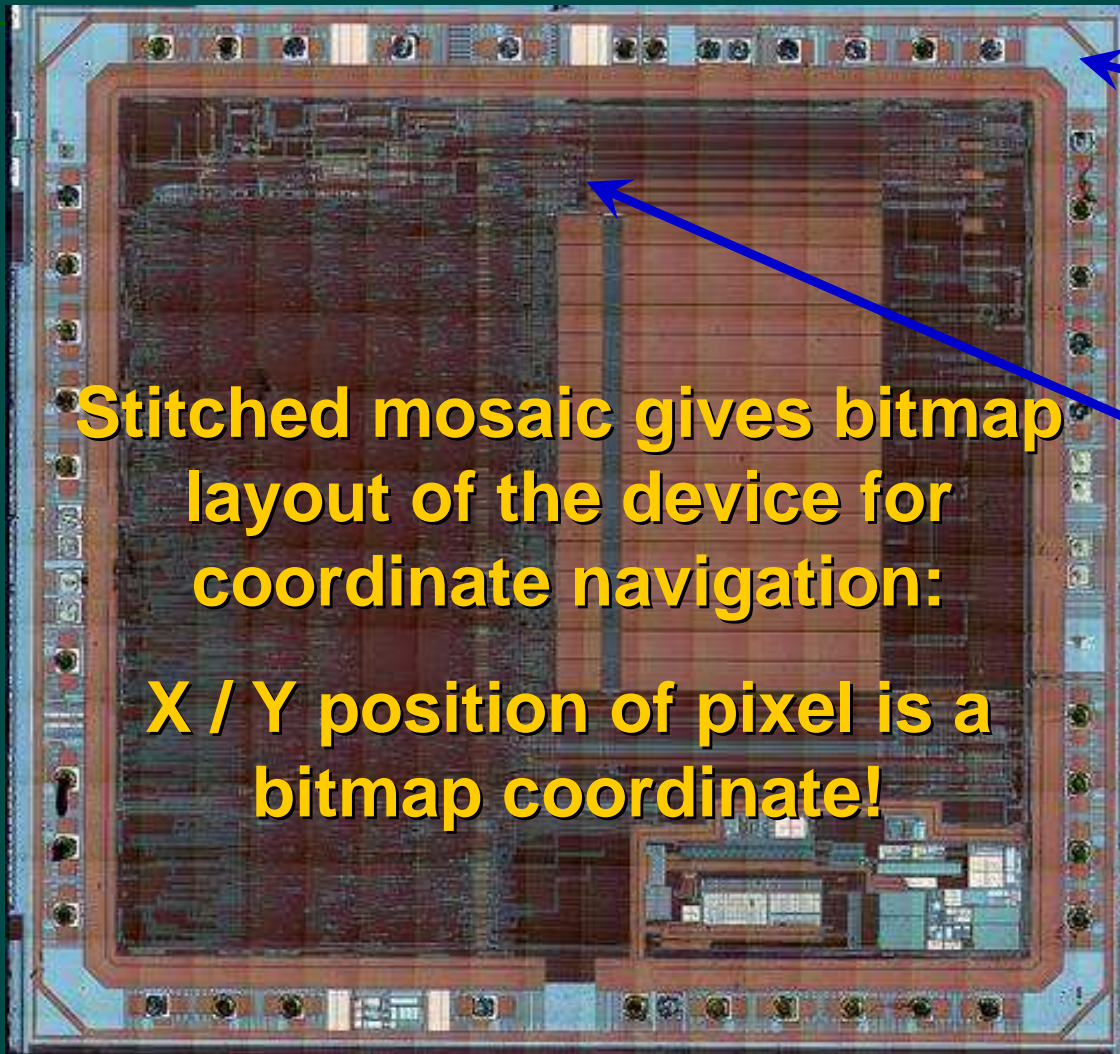 Stitched mosaic gives bitmap
layout of the device for
coordinate navigation:
X / Y position of pixel is a
bitmap coordinate!